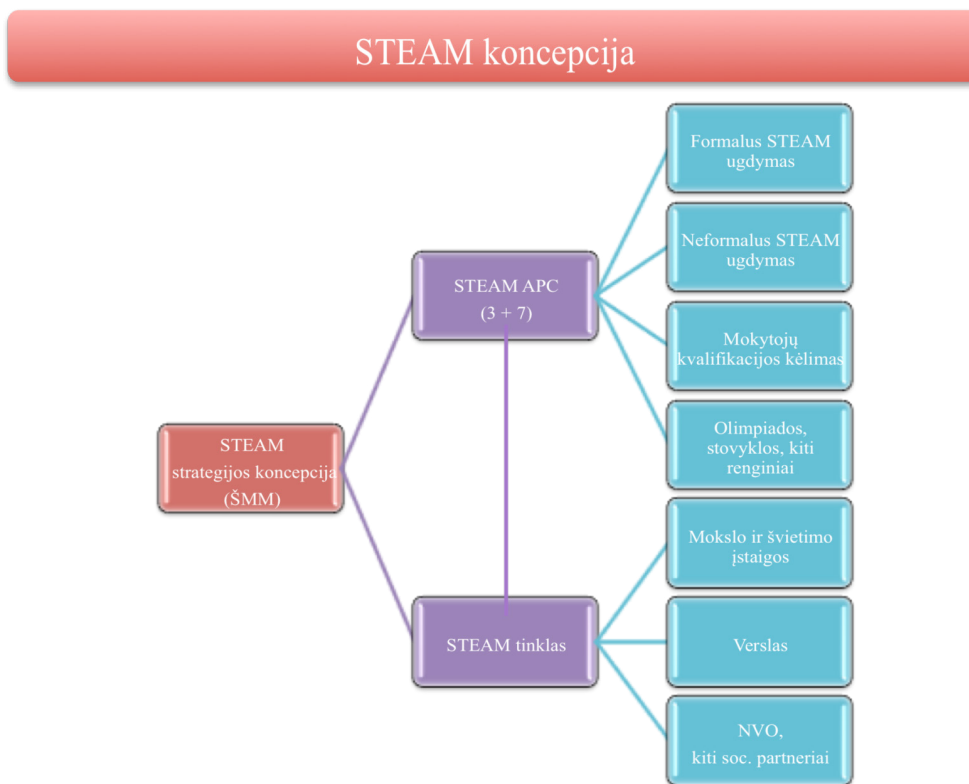 STEAM koncepcija
Formalus STEAM
ugdymas
Neformalus STEAM
ugdymas
STEAM APC
(3 + 7)
Mokytojų
kvalifikacijos kėlimas
Olimpiados,
stovyklos, kiti
renginiai
STEAM
strategijos koncepcija
(ŠMM)
Mokslo ir švietimo
įstaigos
STEAM tinklas
Verslas
NVO,
kiti soc. partneriai